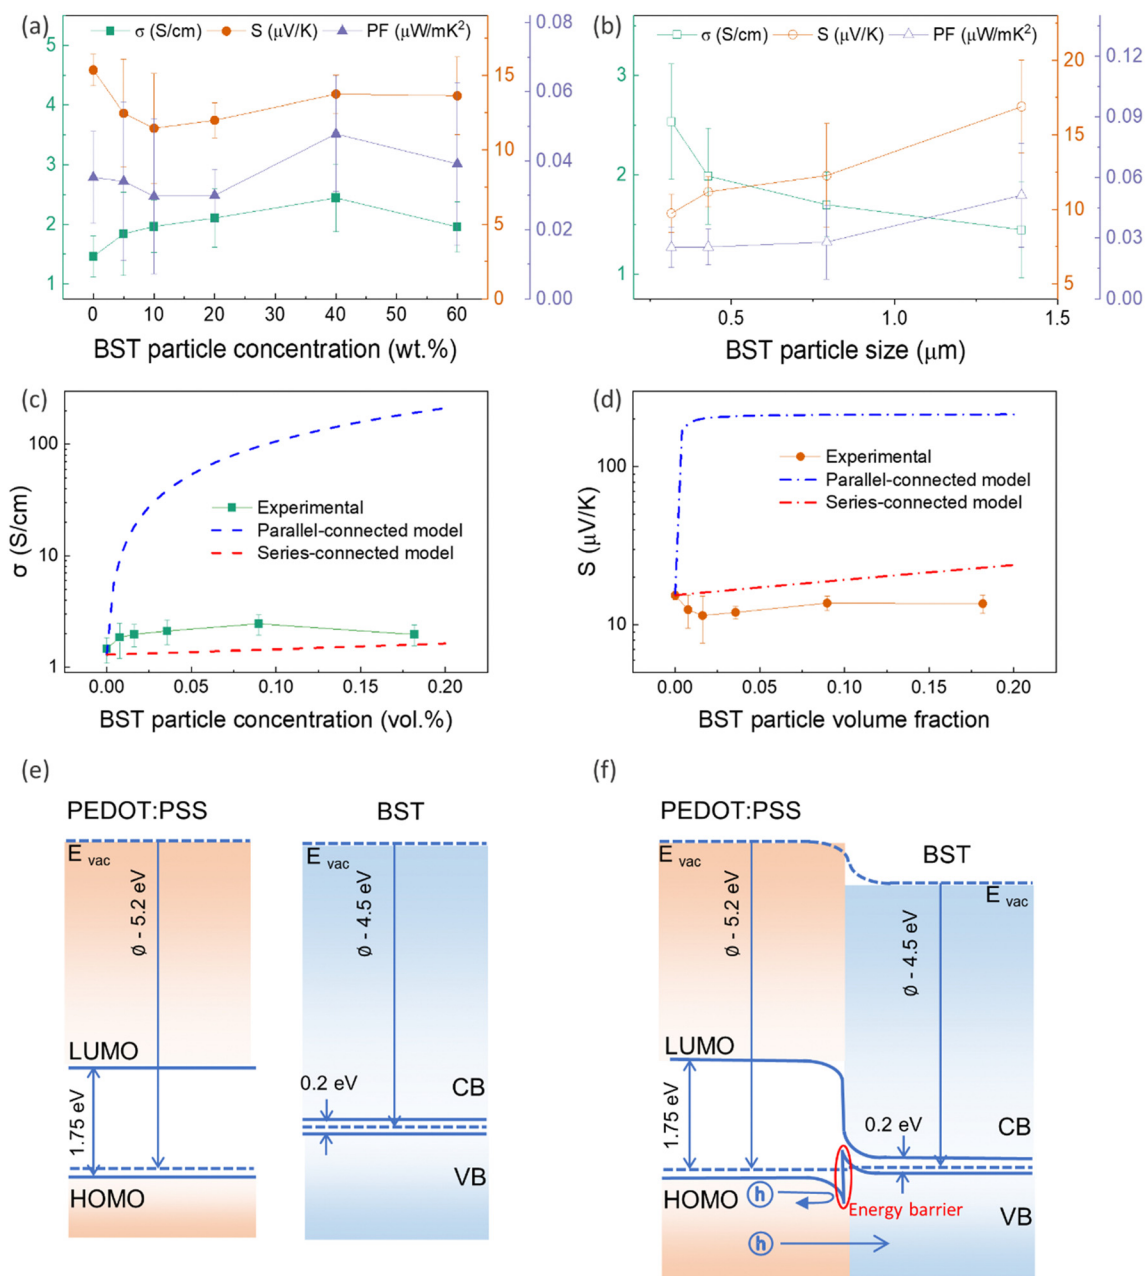 (a)
σ (S/cm) S (μV/K) PF (μW/mK²)
5
4
3
2
1
15
10
5
0
0.08
0.06
0.04
0.02
0.00
0 10 20 30 40 50 60
BST particle concentration (wt.%)
(b)
σ (S/cm) S (μV/K) PF (μW/mK²)
3
2
1
20
15
10
5
0.12
0.09
0.06
0.03
0.00
0.5 1.0 1.5
BST particle size (μm)
(c)
σ (S/cm)
100
10
1
Experimental
Parallel-connected model
Series-connected model
0.00 0.05 0.10 0.15 0.20
BST particle concentration (vol.%)
(d)
S (μV/K)
100
10
Experimental
Parallel-connected model
Series-connected model
0.00 0.05 0.10 0.15 0.20
BST particle volume fraction
(e)
PEDOT:PSS
BST
E vac
E vac
Ø - 5.2 eV
Ø - 4.5 eV
LUMO
1.75 eV
0.2 eV
CB
HOMO
VB
(f)
PEDOT:PSS
BST
E vac
E vac
Ø - 5.2 eV
Ø - 4.5 eV
LUMO
1.75 eV
0.2 eV
CB
HOMO
h
Energy barrier
VB
h